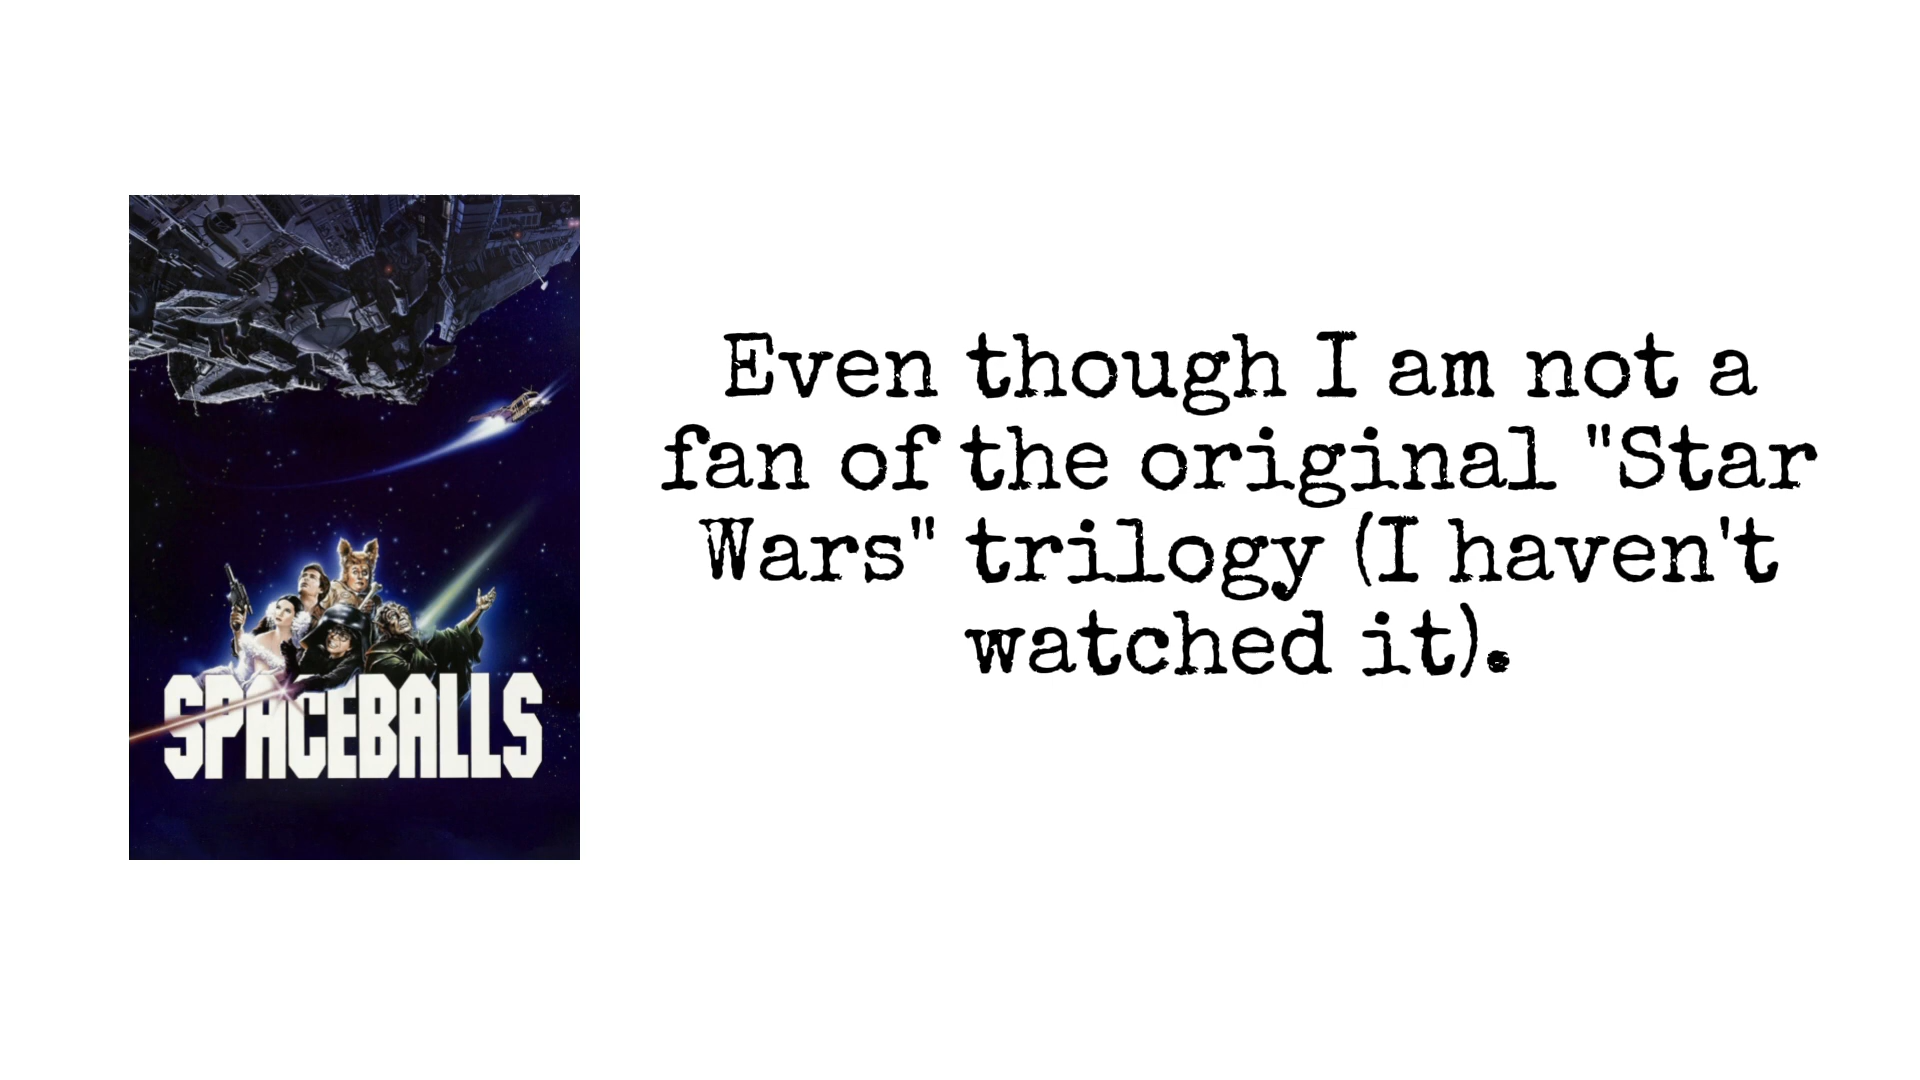 SPACEBALLS
Even though I am not a
fan of the original "Star
Wars" trilogy (I haven't
watched it).